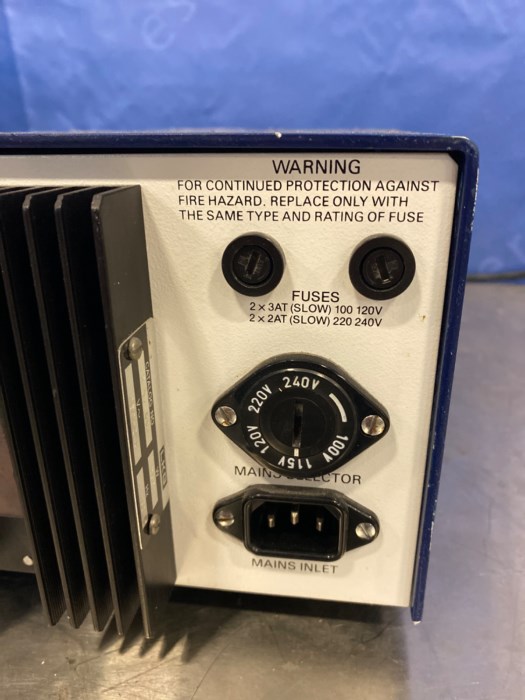 WARNING
FOR CONTINUED PROTECTION AGAINST
FIRE HAZARD. REPLACE ONLY WITH
THE SAME TYPE AND RATING OF FUSE
FUSES
2 x 3AT (SLOW) 100 120V
2 x 2AT (SLOW) 220 240V
100V 115V 120V 220V 240V
MAINS SELECTOR
MAINS INLET